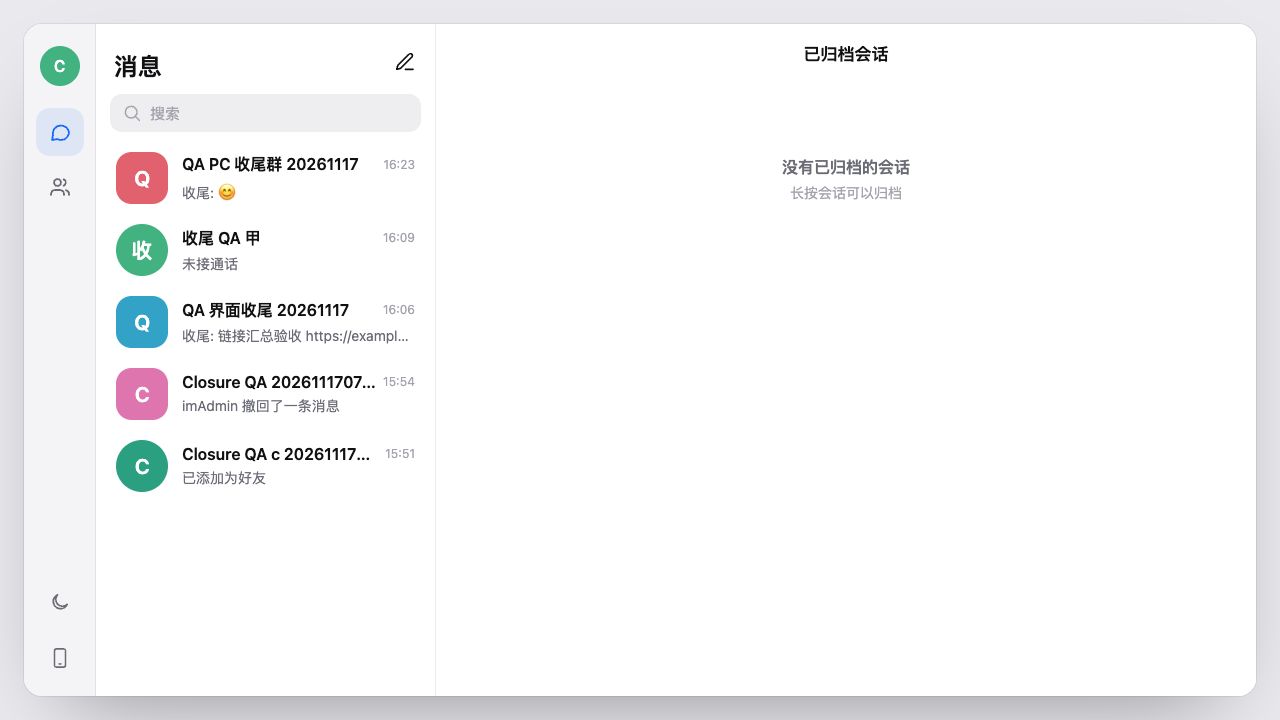 C
消息
搜索
Q
QA PC 收尾群 20261117
16:23
收尾: 😊
收
收尾 QA 甲
16:09
未接通话
Q
QA 界面收尾 20261117
16:06
收尾: 链接汇总验收 https://exampl...
C
Closure QA 2026111707...
15:54
imAdmin 撤回了一条消息
C
Closure QA c 20261117...
15:51
已添加为好友
已归档会话
没有已归档的会话
长按会话可以归档